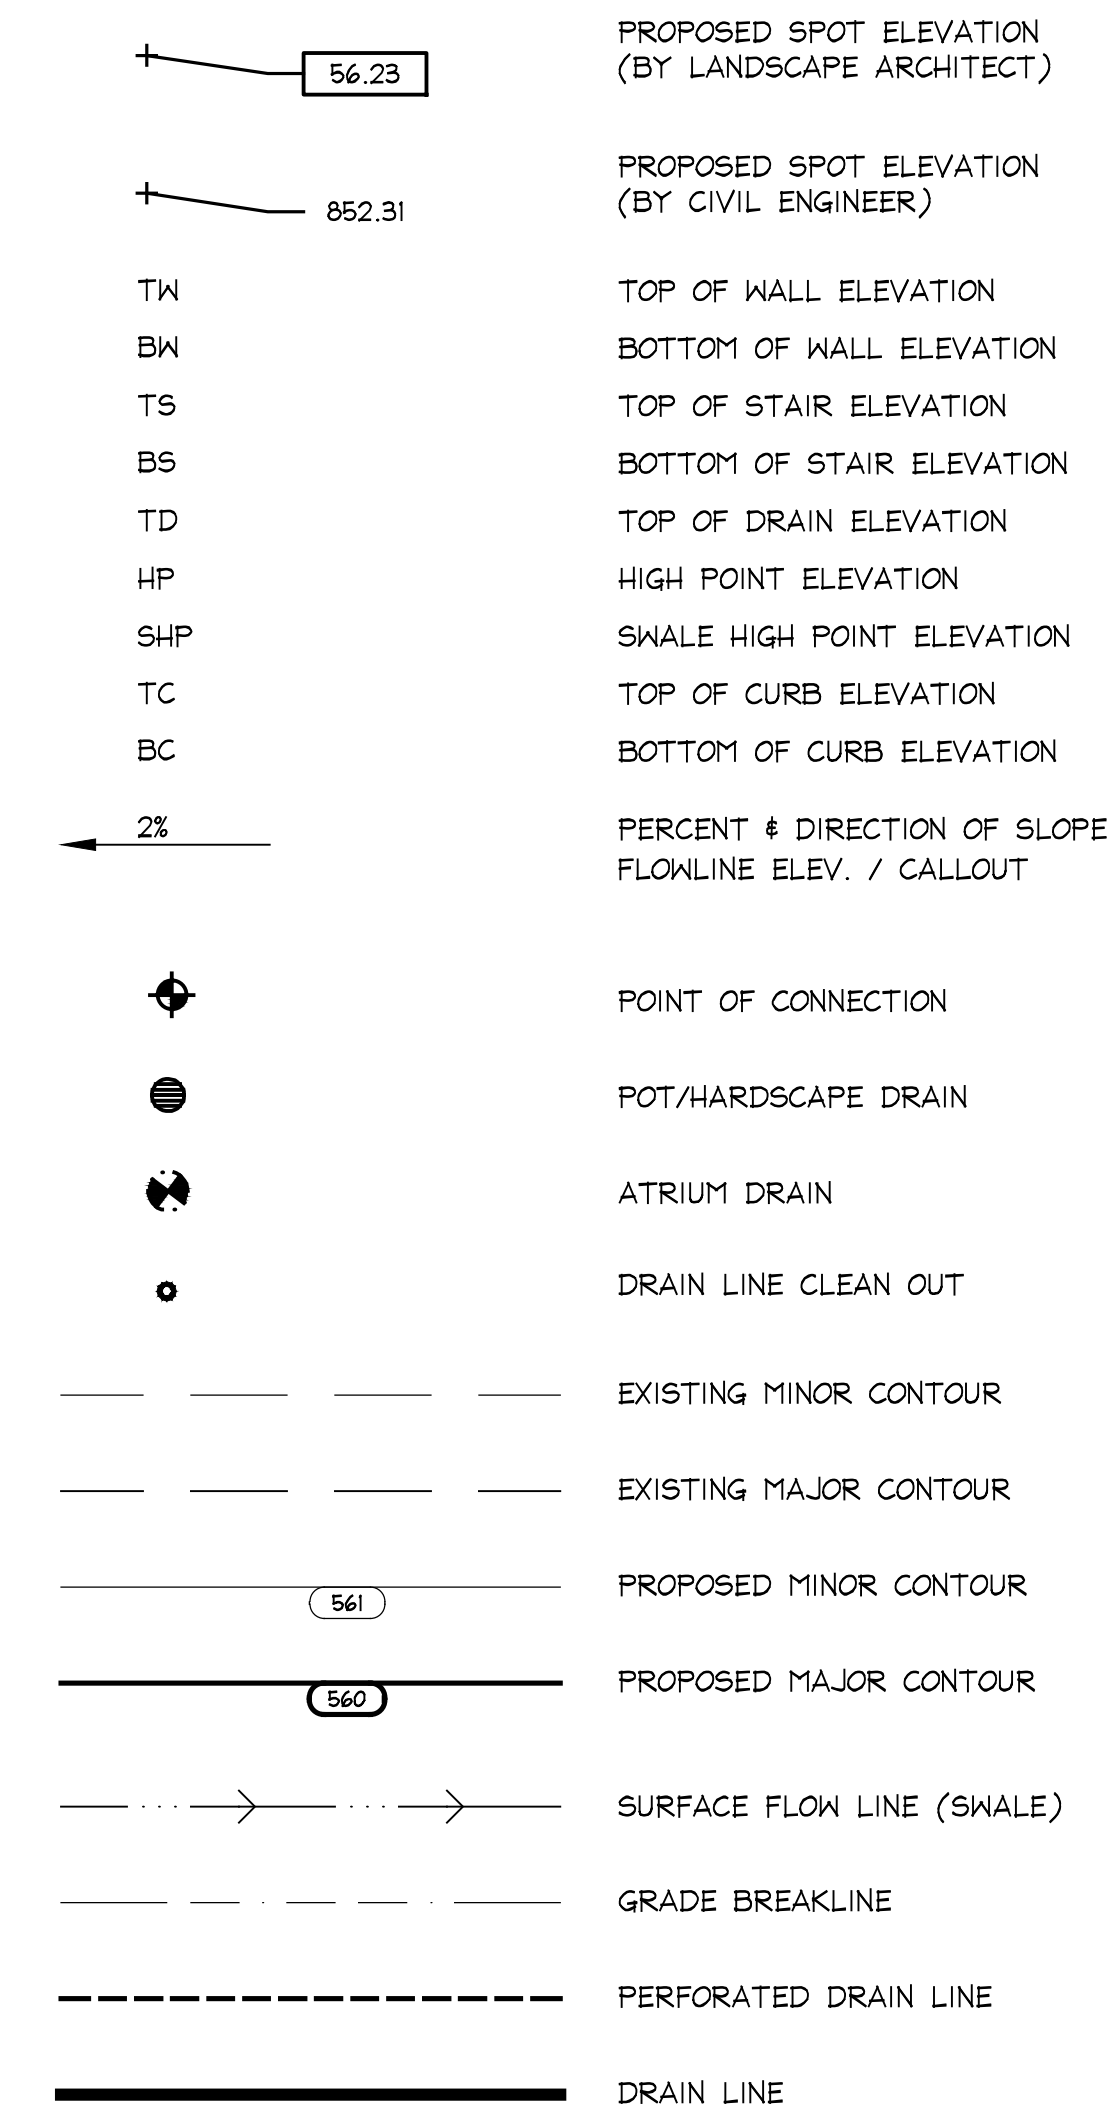 PROPOSED SPOT ELEVATION
56.23 (BY LANDSCAPE ARCHITECT)
PROPOSED SPOT ELEVATION
852.31 (BY CIVIL ENGINEER)
TW TOP OF WALL ELEVATION
BW BOTTOM OF WALL ELEVATION
TS TOP OF STAIR ELEVATION
BS BOTTOM OF STAIR ELEVATION
TD TOP OF DRAIN ELEVATION
HP HIGH POINT ELEVATION
SHP SWALE HIGH POINT ELEVATION
TC TOP OF CURB ELEVATION
BC BOTTOM OF CURB ELEVATION
2% PERCENT & DIRECTION OF SLOPE
FLOWLINE ELEV. / CALLOUT
POINT OF CONNECTION
POT/HARDSCAPE DRAIN
ATRIUM DRAIN
DRAIN LINE CLEAN OUT
EXISTING MINOR CONTOUR
EXISTING MAJOR CONTOUR
561 PROPOSED MINOR CONTOUR
560 PROPOSED MAJOR CONTOUR
SURFACE FLOW LINE (SWALE)
GRADE BREAKLINE
PERFORATED DRAIN LINE
DRAIN LINE